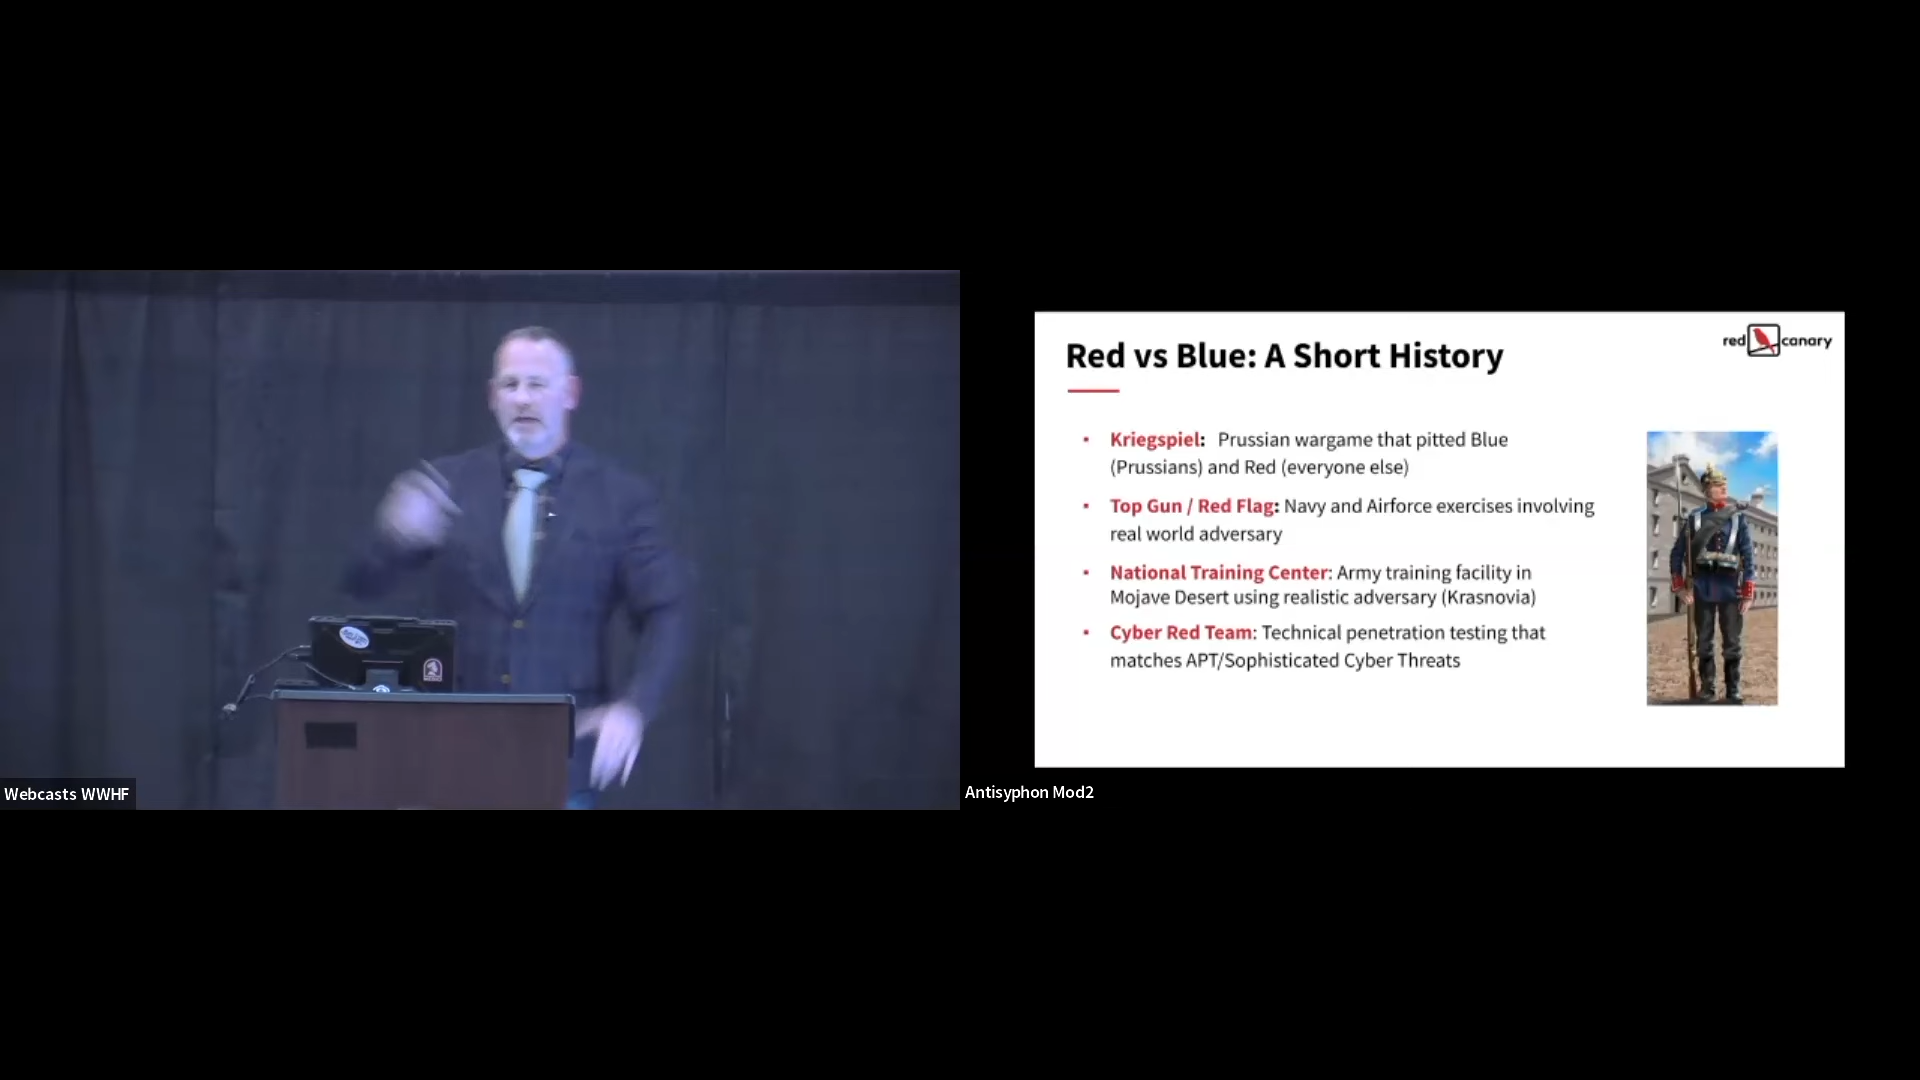 Red vs Blue: A Short History
red canary
▪ Kriegspiel: Prussian wargame that pitted Blue
(Prussians) and Red (everyone else)
▪ Top Gun / Red Flag: Navy and Airforce exercises involving
real world adversary
▪ National Training Center: Army training facility in
Mojave Desert using realistic adversary (Krasnovia)
▪ Cyber Red Team: Technical penetration testing that
matches APT/Sophisticated Cyber Threats
Webcasts WWHF
Antisyphon Mod2